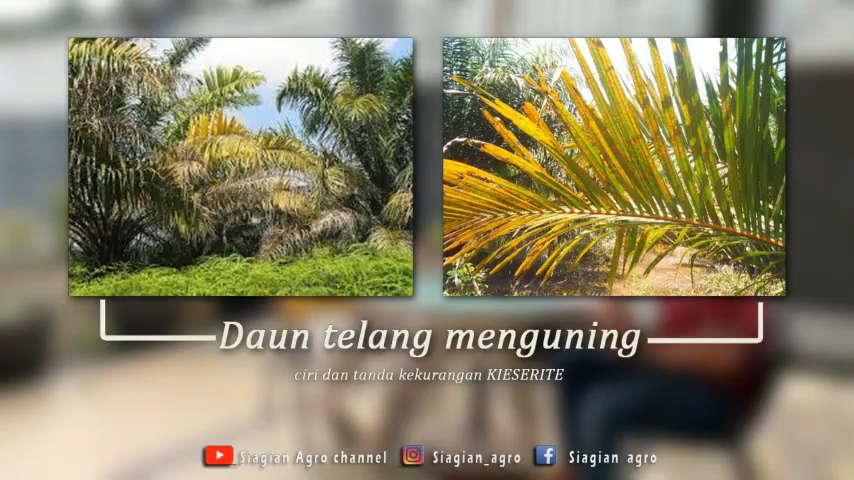 Daun telang menguning
ciri dan tanda kekurangan KIESERITE
Siagian Agro channel Siagian_agro Siagian agro